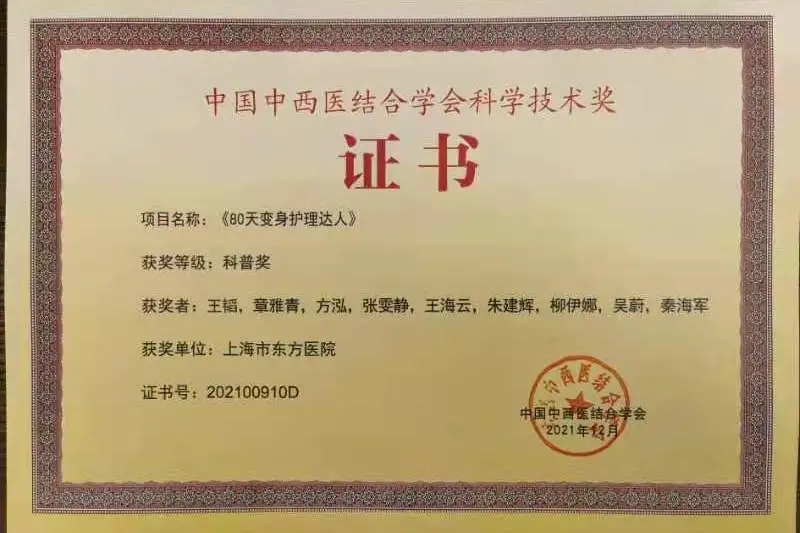 中国中西医结合学会科学技术奖
证书
项目名称：《80天变身护理达人》
获奖等级：科普奖
获奖者：王韬，章雅青，方泓，张雯静，王海云，朱建辉，柳伊娜，吴蔚，秦海军
获奖单位：上海市东方医院
证书号：202100910D
中西医结合
中国中西医结合学会
2021年12月